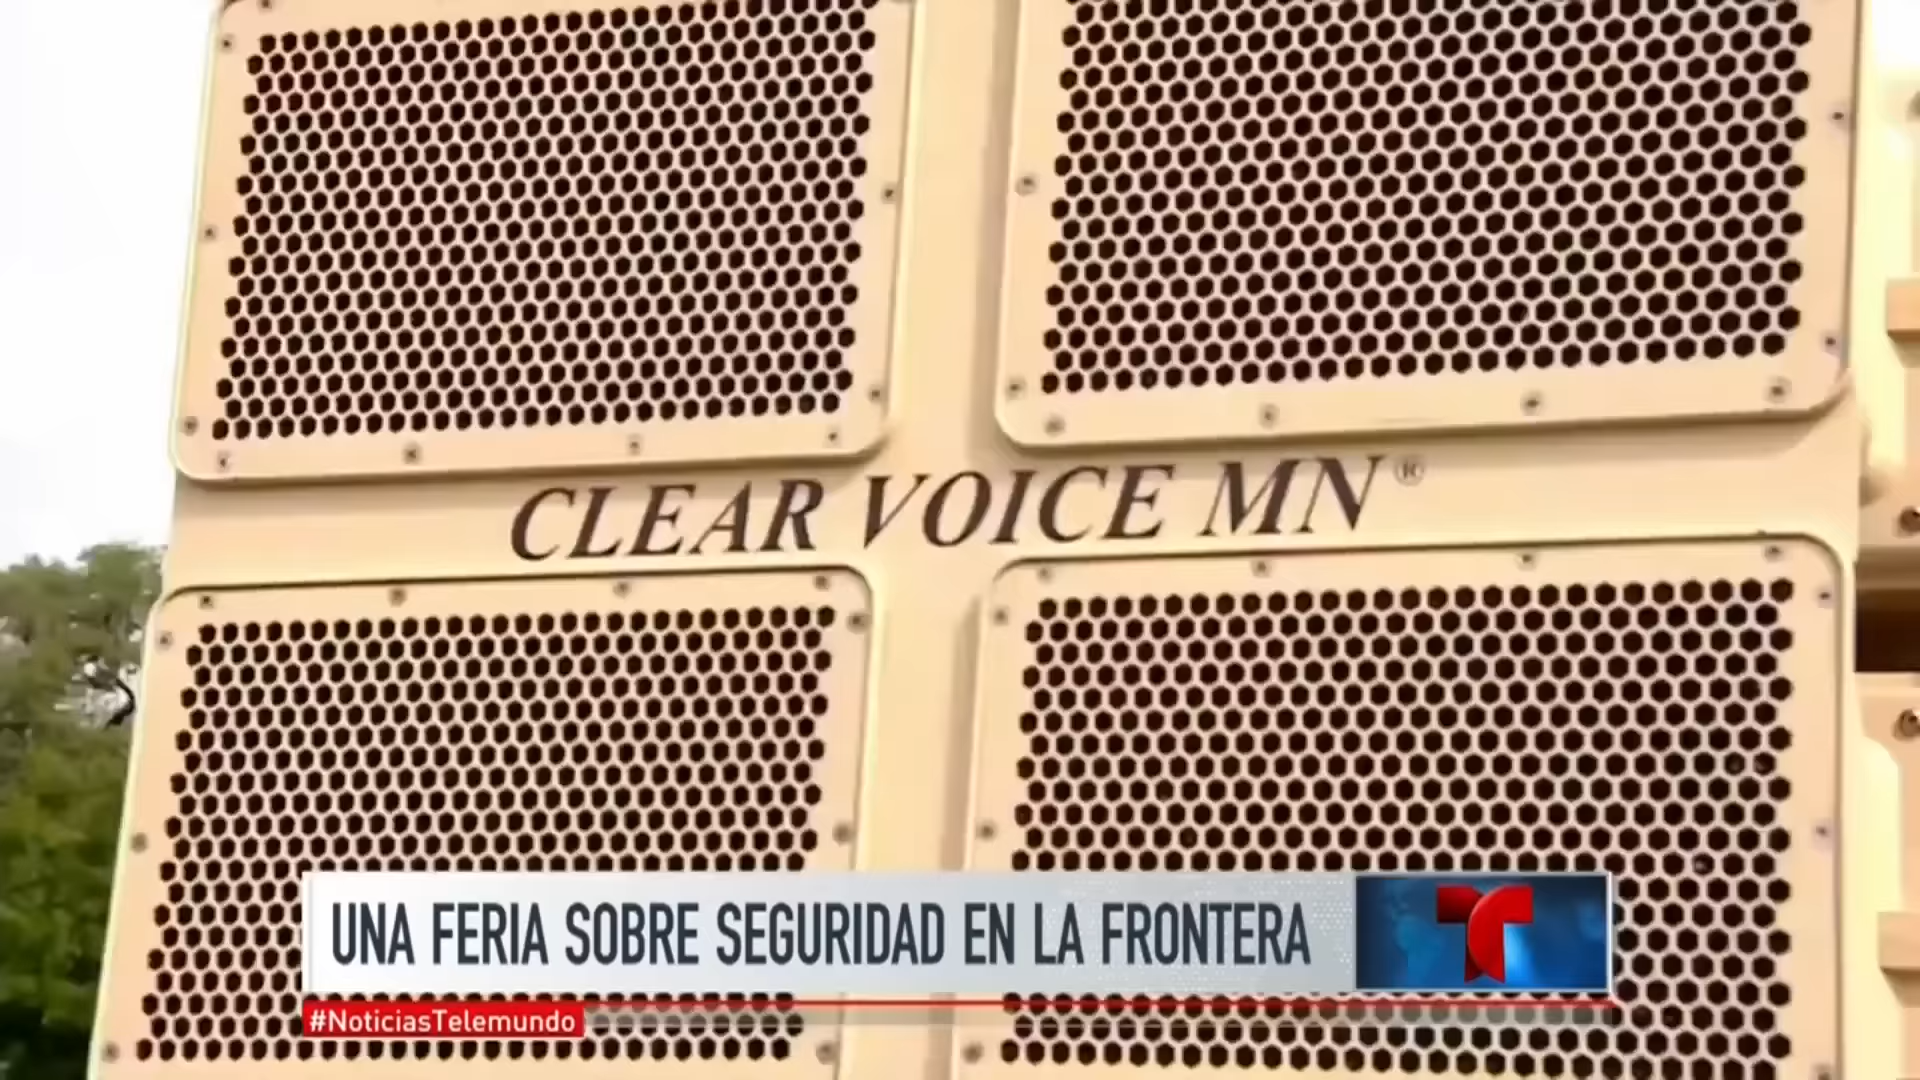 CLEAR VOICE MN®
UNA FERIA SOBRE SEGURIDAD EN LA FRONTERA
#NoticiasTelemundo